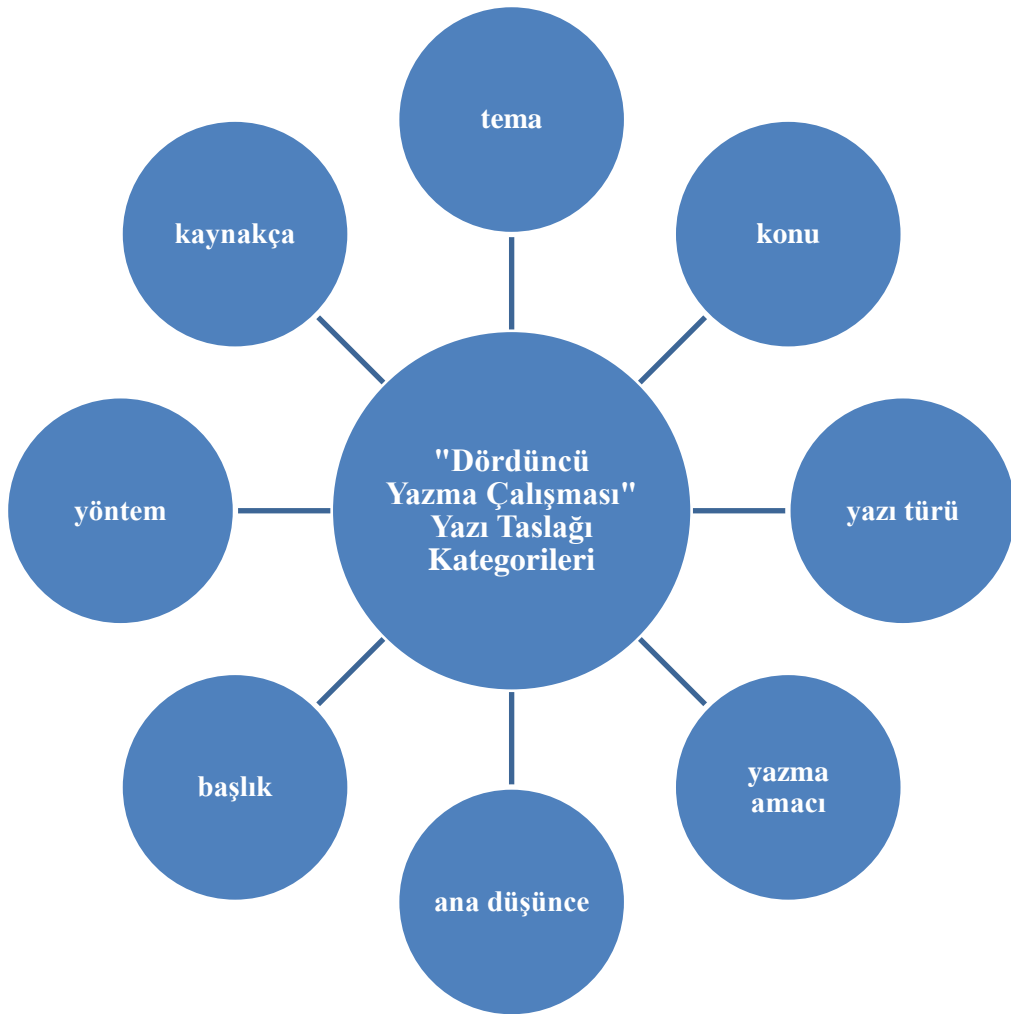 tema
konu
yazı türü
yazma
amacı
ana düşünce
başlık
yöntem
kaynakça
"Dördüncü
Yazma Çalışması"
Yazı Taslağı
Kategorileri